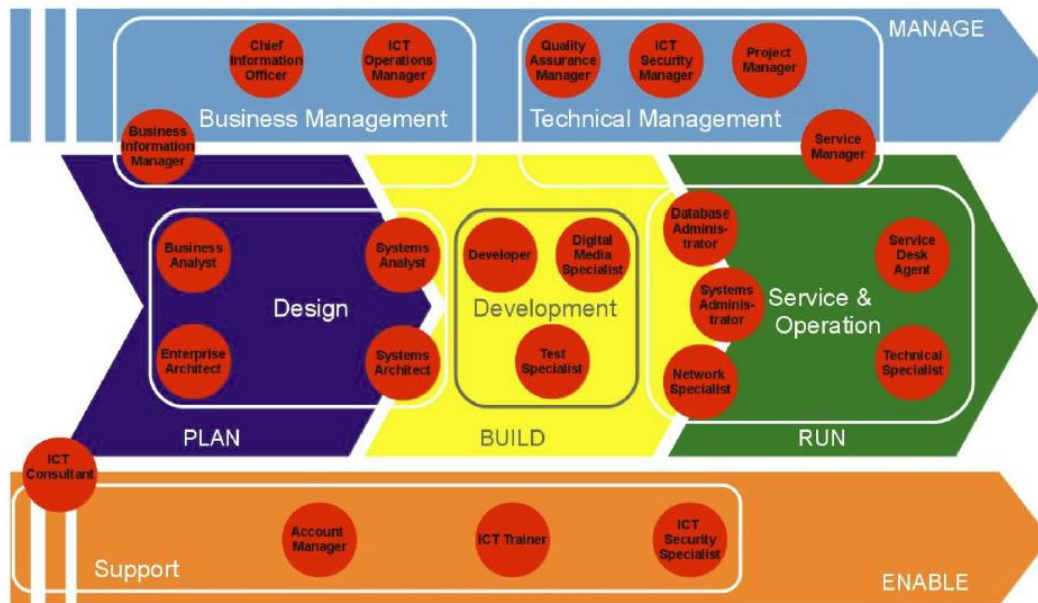 MANAGE
Chief
Information
Officer
ICT
Operations
Manager
Quality
Assurance
Manager
ICT
Security
Manager
Project
Manager
Business Management
Technical Management
Business
Information
Manager
Service
Manager
Business
Analyst
Systems
Analyst
Enterprise
Architect
Systems
Architect
Design
PLAN
Developer
Digital
Media
Specialist
Development
Test
Specialist
BUILD
Database
Adminis-
trator
Systems
Adminis-
trator
Network
Specialist
Service
Desk
Agent
Service &
Operation
Technical
Specialist
RUN
ICT
Consultant
Account
Manager
ICT Trainer
ICT
Security
Specialist
Support
ENABLE